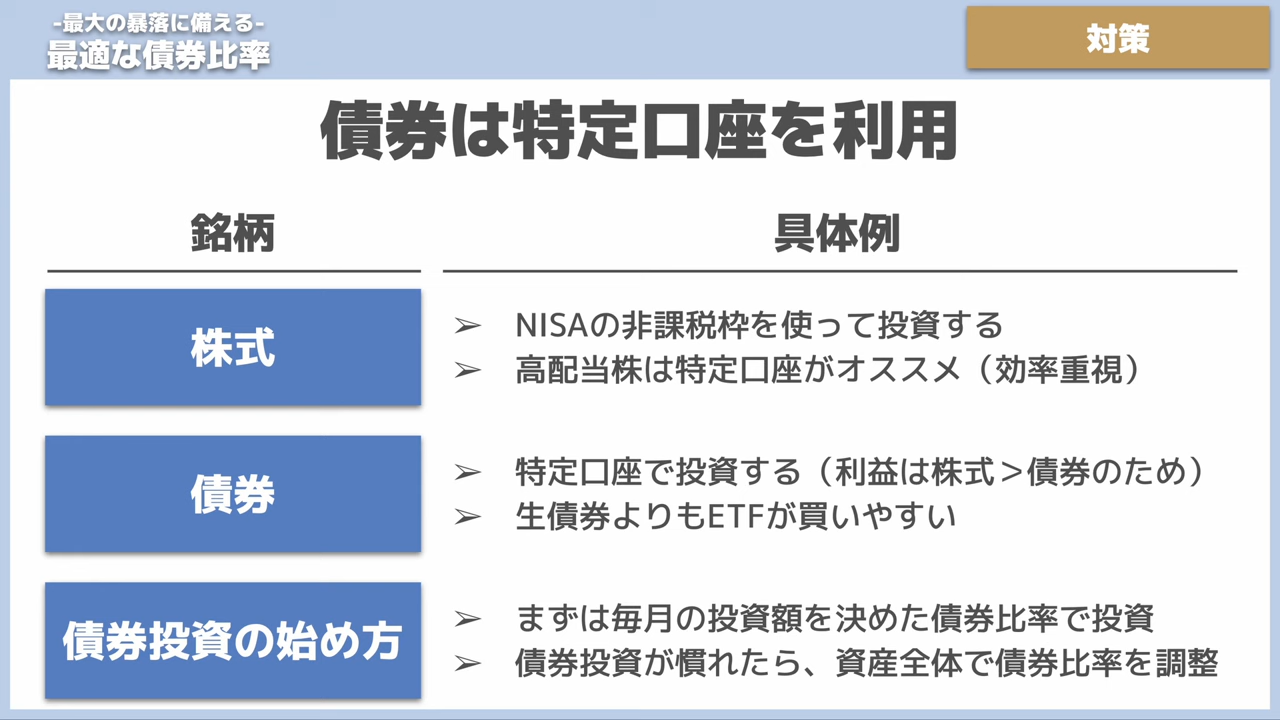 -最大の暴落に備える-
最適な債券比率
対策
債券は特定口座を利用
銘柄
具体例
株式
➢ NISAの非課税枠を使って投資する
➢ 高配当株は特定口座がオススメ（効率重視）
債券
➢ 特定口座で投資する（利益は株式＞債券のため）
➢ 生債券よりもETFが買いやすい
債券投資の始め方
➢ まずは毎月の投資額を決めた債券比率で投資
➢ 債券投資が慣れたら、資産全体で債券比率を調整